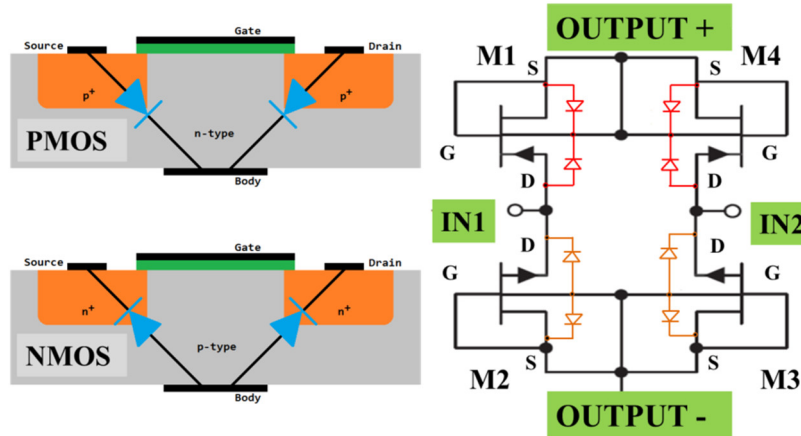 Gate
Source
Drain
p+
p+
n-type
PMOS
Body
Gate
Source
Drain
n+
n+
p-type
NMOS
Body
OUTPUT +
M1
M4
S
S
G
G
D
D
IN1
IN2
D
D
G
G
S
S
M2
M3
OUTPUT -